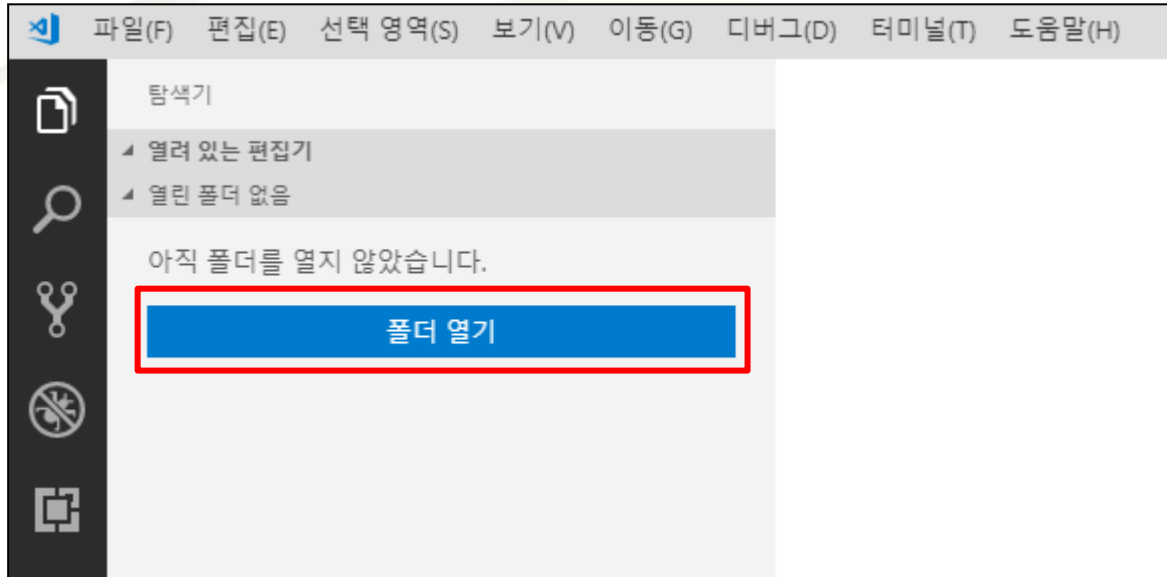 파일(F) 편집(E) 선택 영역(S) 보기(V) 이동(G) 디버그(D) 터미널(T) 도움말(H)
탐색기
열려 있는 편집기
열린 폴더 없음
아직 폴더를 열지 않았습니다.
폴더 열기